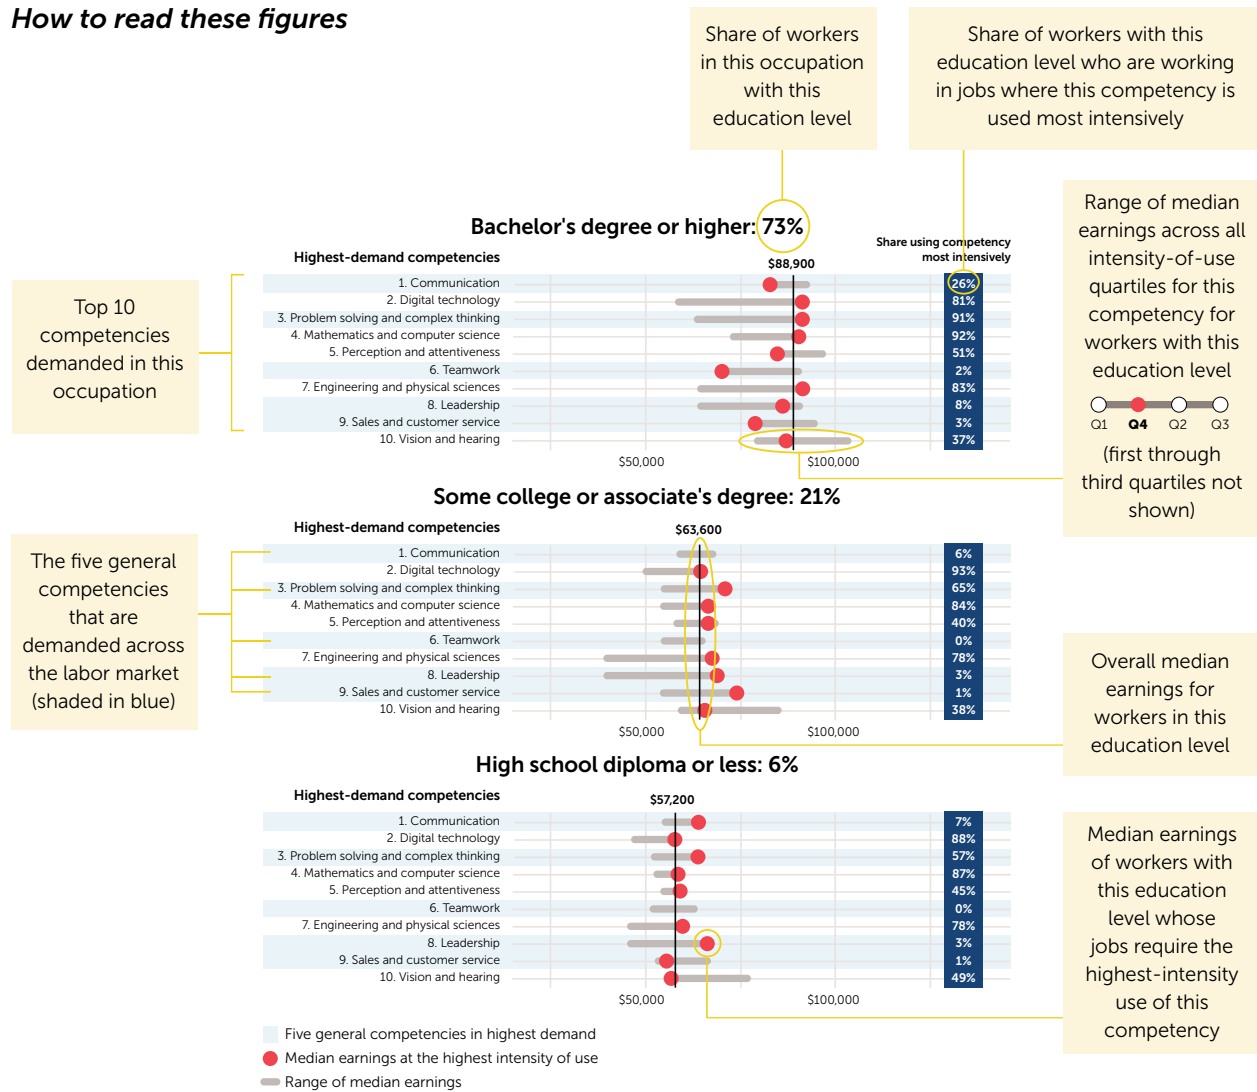 How to read these figures
Share of workers
in this occupation
with this
education level
Share of workers with this
education level who are working
in jobs where this competency is
used most intensively
Top 10
competencies
demanded in this
occupation
Bachelor's degree or higher: 73%
Highest-demand competencies
$88,900
Share using competency
most intensively
1. Communication 26%
2. Digital technology 81%
3. Problem solving and complex thinking 91%
4. Mathematics and computer science 92%
5. Perception and attentiveness 51%
6. Teamwork 2%
7. Engineering and physical sciences 83%
8. Leadership 8%
9. Sales and customer service 3%
10. Vision and hearing 37%
$50,000 $100,000
Range of median
earnings across all
intensity-of-use
quartiles for this
competency for
workers with this
education level
Q1 Q4 Q2 Q3
(first through
third quartiles not
shown)
The five general
competencies
that are
demanded across
the labor market
(shaded in blue)
Some college or associate's degree: 21%
Highest-demand competencies
$63,600
1. Communication 6%
2. Digital technology 93%
3. Problem solving and complex thinking 65%
4. Mathematics and computer science 84%
5. Perception and attentiveness 40%
6. Teamwork 0%
7. Engineering and physical sciences 78%
8. Leadership 3%
9. Sales and customer service 1%
10. Vision and hearing 38%
$50,000 $100,000
Overall median
earnings for
workers in this
education level
High school diploma or less: 6%
Highest-demand competencies
$57,200
1. Communication 7%
2. Digital technology 88%
3. Problem solving and complex thinking 57%
4. Mathematics and computer science 87%
5. Perception and attentiveness 45%
6. Teamwork 0%
7. Engineering and physical sciences 78%
8. Leadership 3%
9. Sales and customer service 1%
10. Vision and hearing 49%
$50,000 $100,000
Median earnings
of workers with
this education
level whose
jobs require the
highest-intensity
use of this
competency
Five general competencies in highest demand
Median earnings at the highest intensity of use
Range of median earnings